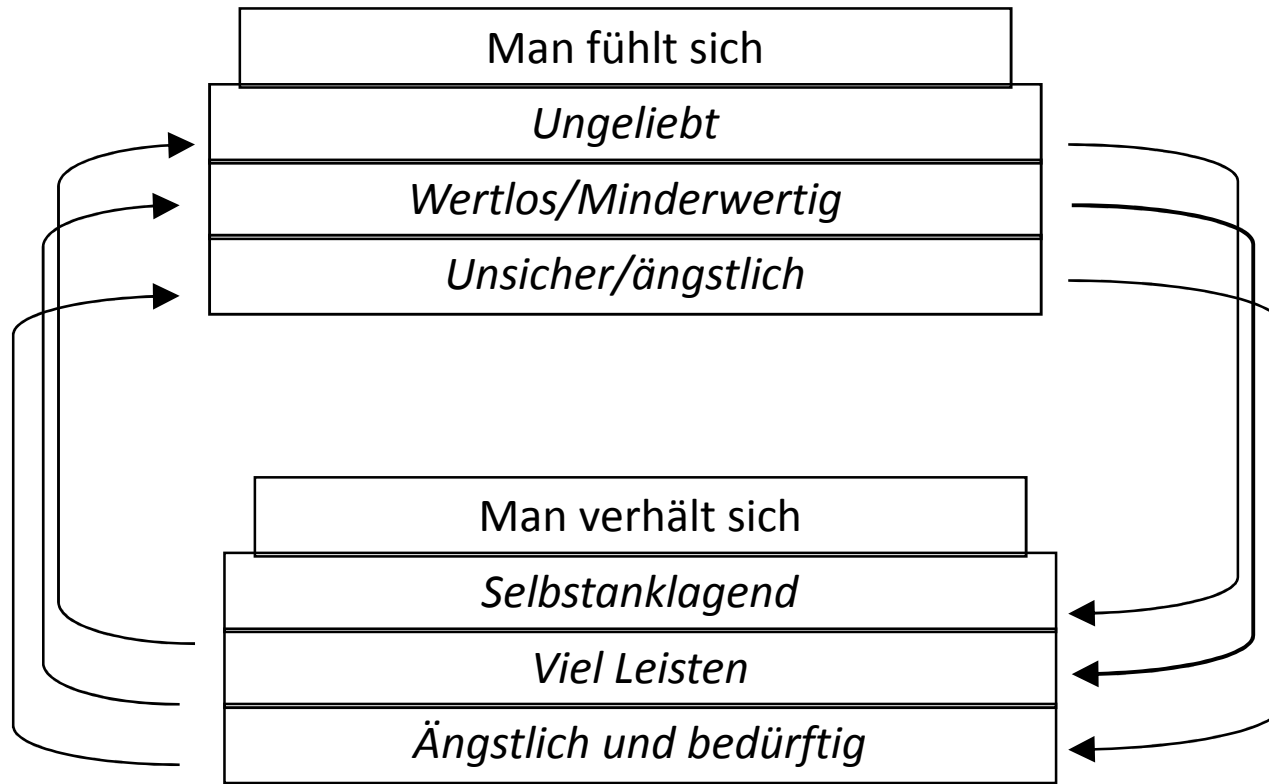 Man fühlt sich
Ungeliebt
Wertlos/Minderwertig
Unsicher/ängstlich
Man verhält sich
Selbstanklagend
Viel Leisten
Ängstlich und bedürftig